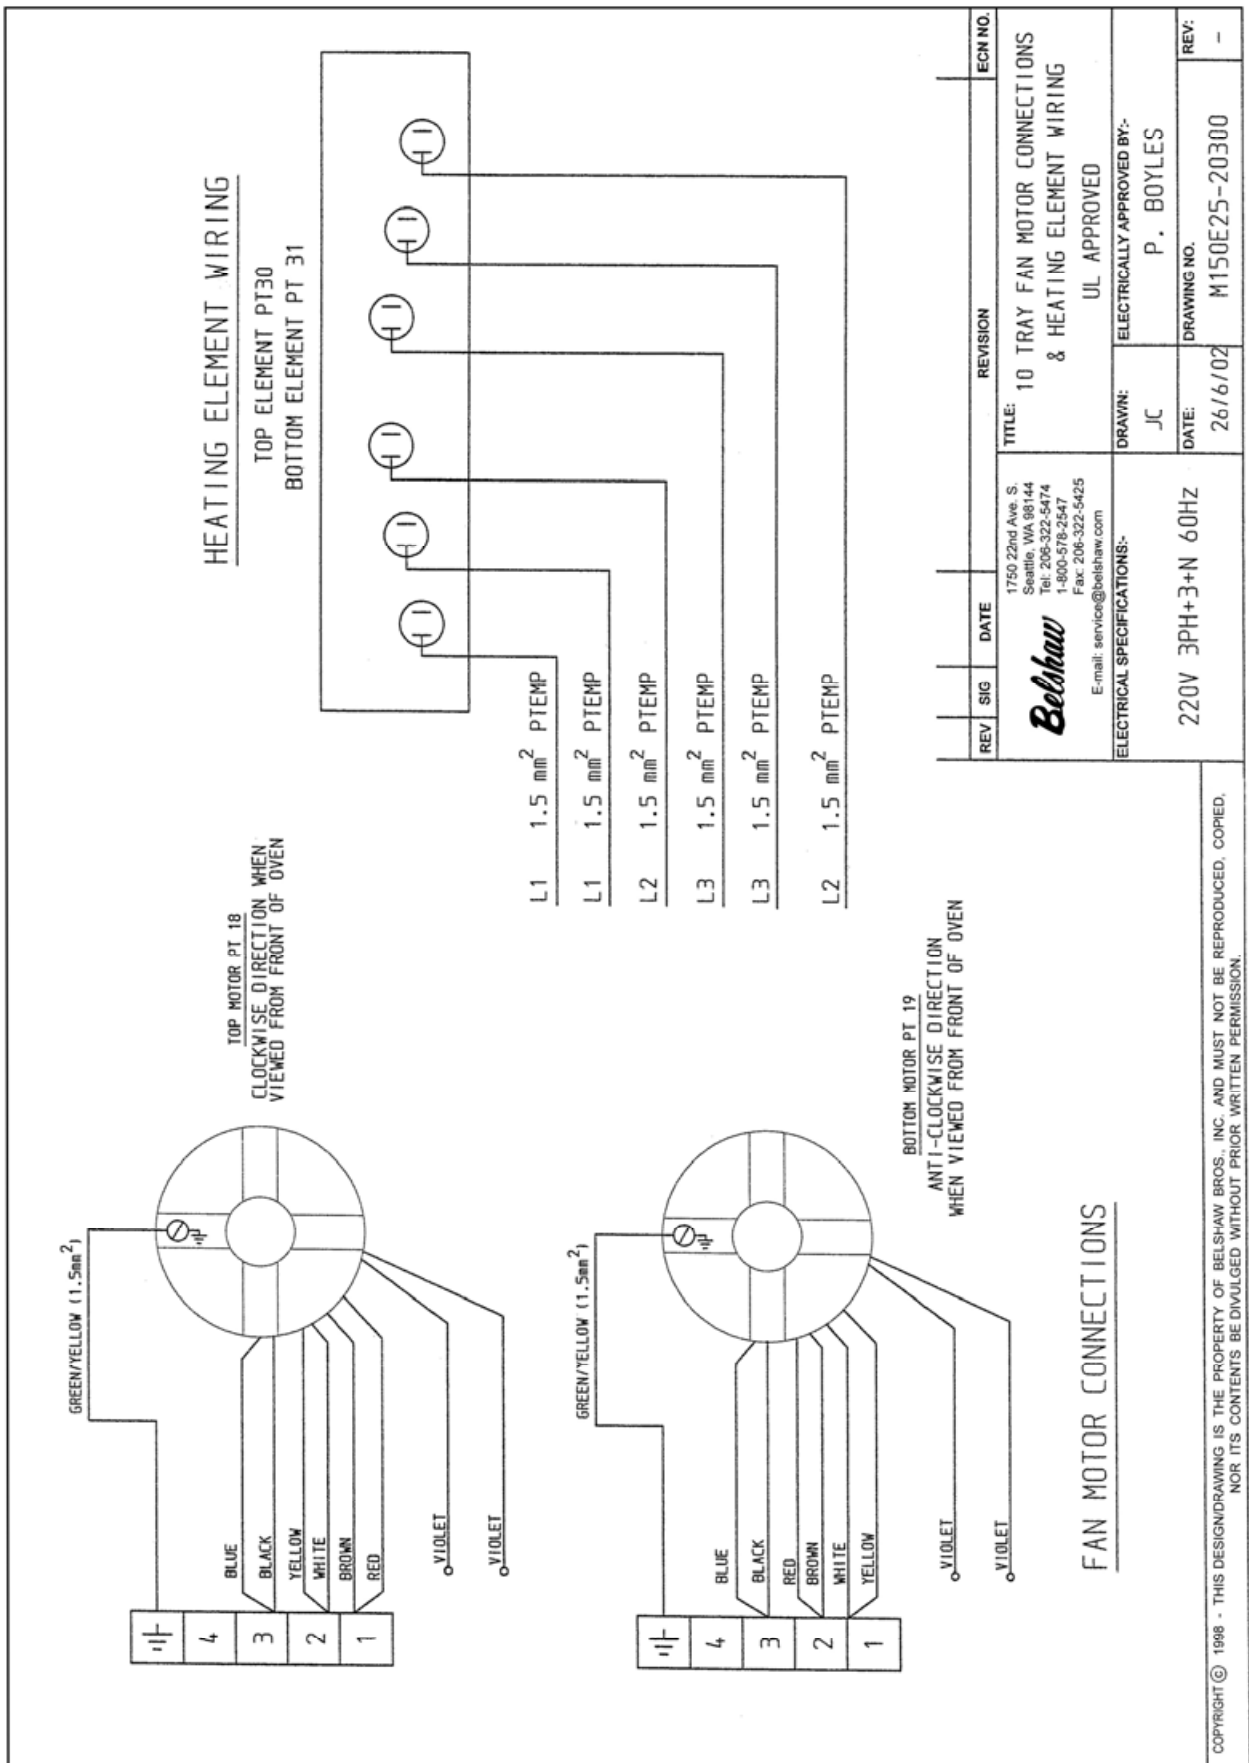 HEATING ELEMENT WIRING
TOP ELEMENT PT30
BOTTOM ELEMENT PT 31
L1 1.5 mm² PTEMP
L1 1.5 mm² PTEMP
L2 1.5 mm² PTEMP
L3 1.5 mm² PTEMP
L3 1.5 mm² PTEMP
L2 1.5 mm² PTEMP
TOP MOTOR PT 18
CLOCKWISE DIRECTION WHEN
VIEWED FROM FRONT OF OVEN
GREEN/YELLOW (1.5mm²)
4
3
2
1
BLUE
BLACK
YELLOW
WHITE
BROWN
RED
VIOLET
VIOLET
BOTTOM MOTOR PT 19
ANTI-CLOCKWISE DIRECTION
WHEN VIEWED FROM FRONT OF OVEN
GREEN/YELLOW (1.5mm²)
4
3
2
1
BLUE
BLACK
RED
BROWN
WHITE
YELLOW
VIOLET
VIOLET
FAN MOTOR CONNECTIONS
REV SIG DATE REVISION ECN NO.
Belshaw
1750 22nd Ave. S.
Seattle, WA 98144
Tel: 206-322-5474
1-800-578-2547
Fax: 206-322-5425
E-mail: service@belshaw.com
TITLE: 10 TRAY FAN MOTOR CONNECTIONS
& HEATING ELEMENT WIRING
UL APPROVED
ELECTRICAL SPECIFICATIONS:-
220V 3PH+3+N 60HZ
DRAWN:
JC
ELECTRICALLY APPROVED BY:-
P. BOYLES
DATE:
26/6/02
DRAWING NO.
M150E25-20300
REV:
–
COPYRIGHT © 1998 - THIS DESIGN/DRAWING IS THE PROPERTY OF BELSHAW BROS., INC. AND MUST NOT BE REPRODUCED, COPIED,
NOR ITS CONTENTS BE DIVULGED WITHOUT PRIOR WRITTEN PERMISSION.